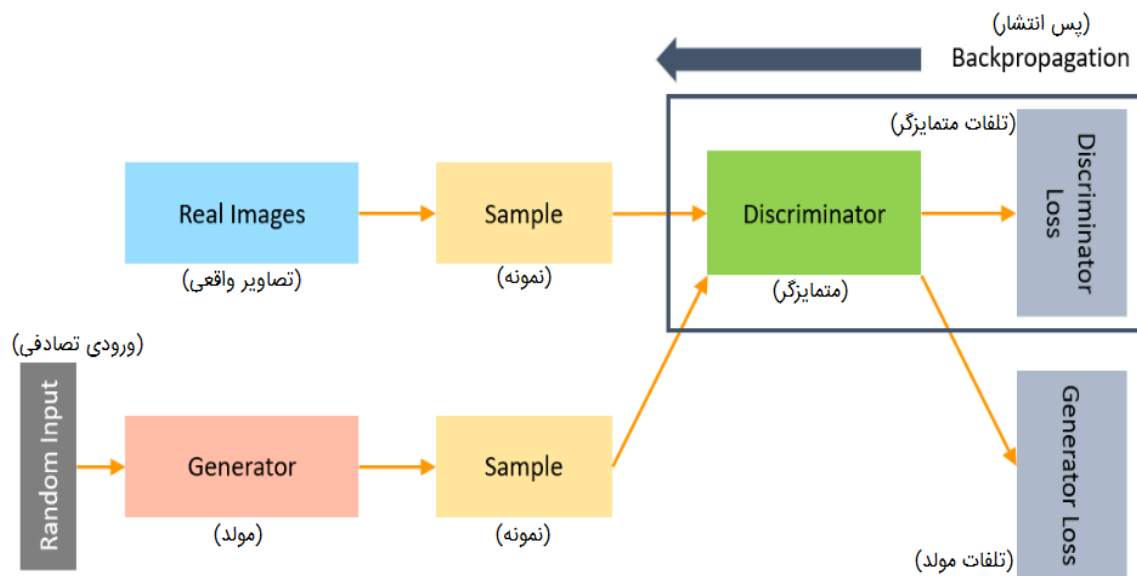 (پس انتشار)
Backpropagation
(تلفات متمایزگر)
Real Images
Sample
Discriminator
Discriminator
Loss
(تصاویر واقعی)
(نمونه)
(متمایزگر)
(ورودی تصادفی)
Random Input
Generator
Sample
Generator Loss
(مولد)
(نمونه)
(تلفات مولد)